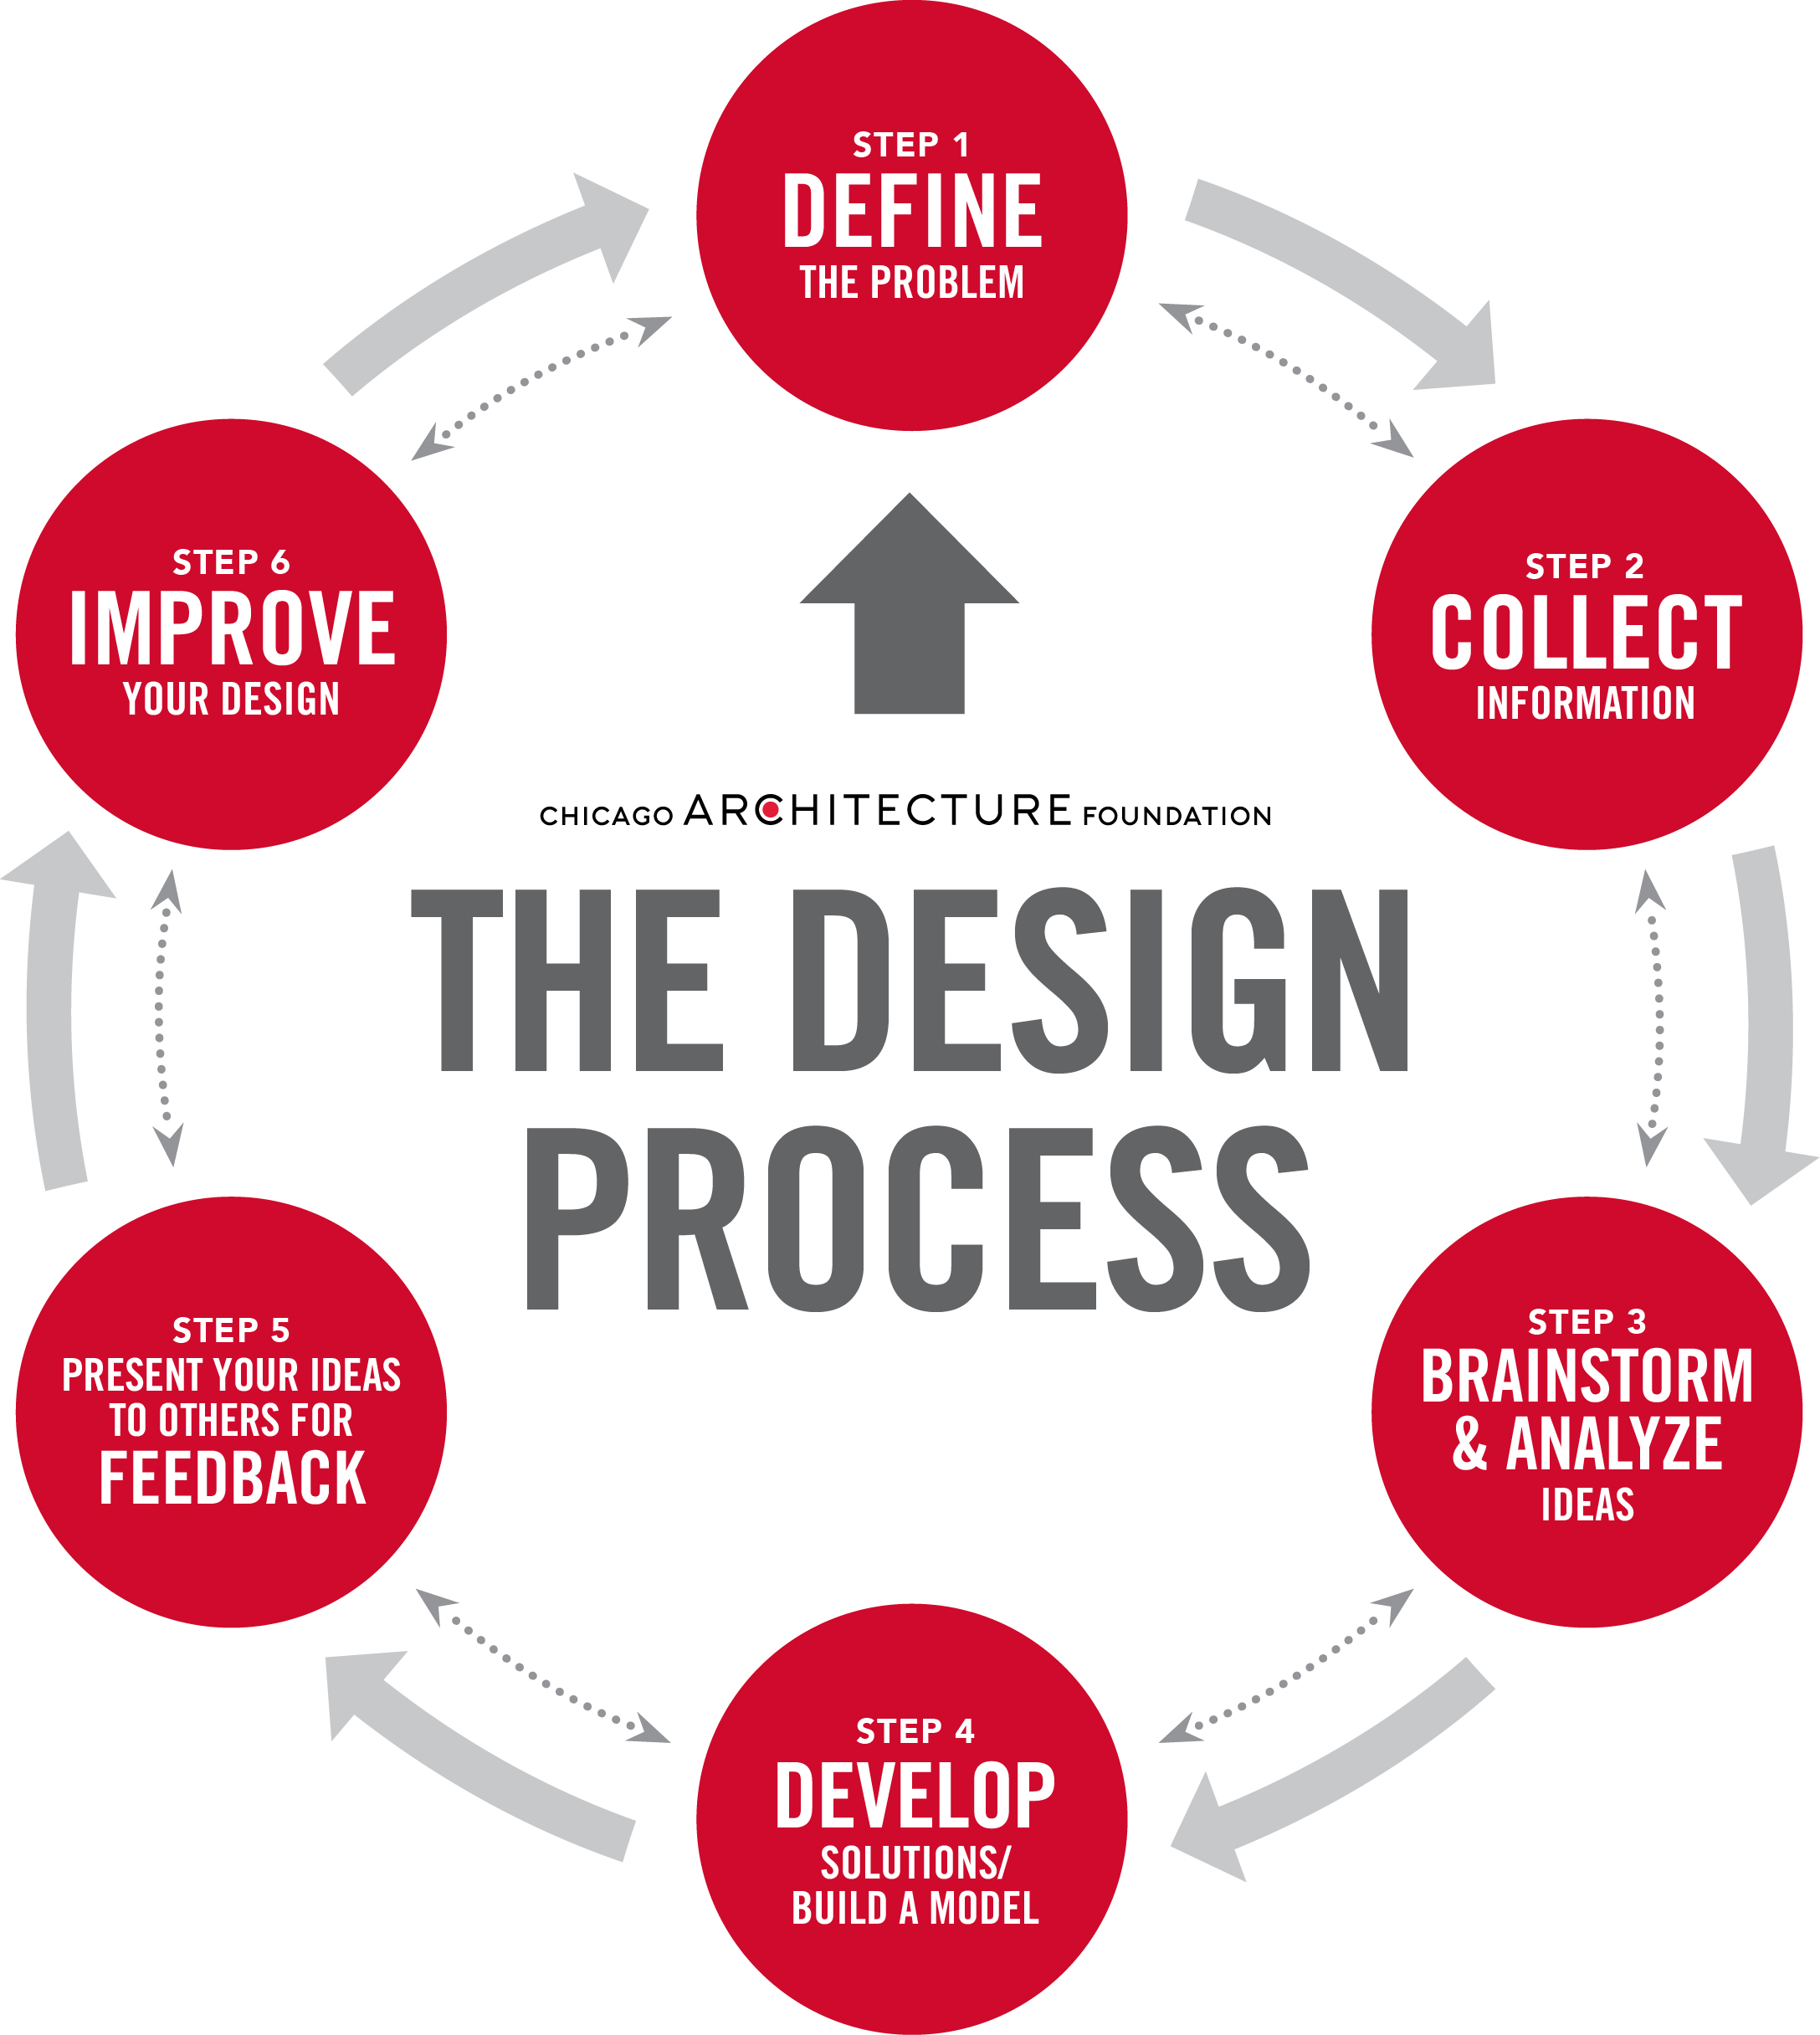 STEP 1
DEFINE
THE PROBLEM
STEP 2
COLLECT
INFORMATION
STEP 3
BRAINSTORM
& ANALYZE
IDEAS
STEP 4
DEVELOP
SOLUTIONS/
BUILD A MODEL
STEP 5
PRESENT YOUR IDEAS
TO OTHERS FOR
FEEDBACK
STEP 6
IMPROVE
YOUR DESIGN
CHICAGO ARCHITECTURE FOUNDATION
THE DESIGN
PROCESS